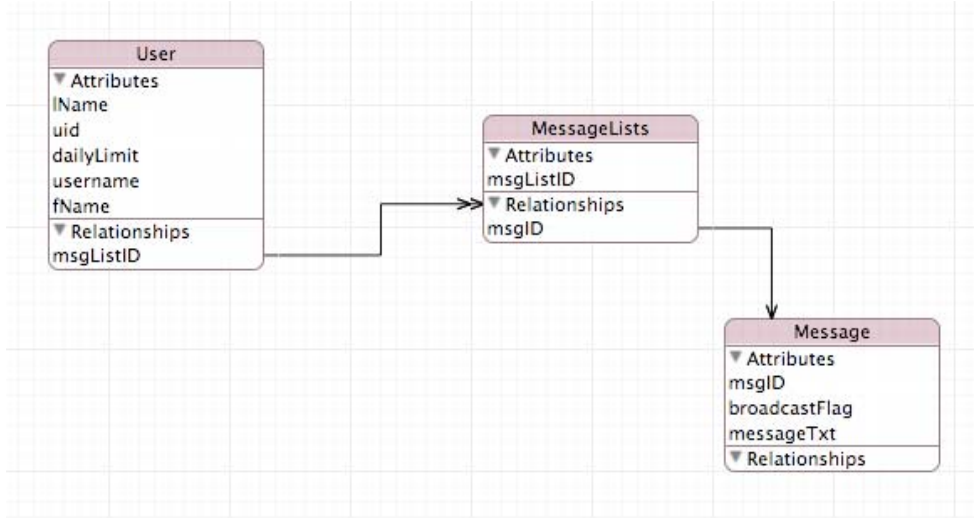 User
Attributes
lName
uid
dailyLimit
username
fName
Relationships
msgListID
MessageLists
Attributes
msgListID
Relationships
msgID
Message
Attributes
msgID
broadcastFlag
messageTxt
Relationships